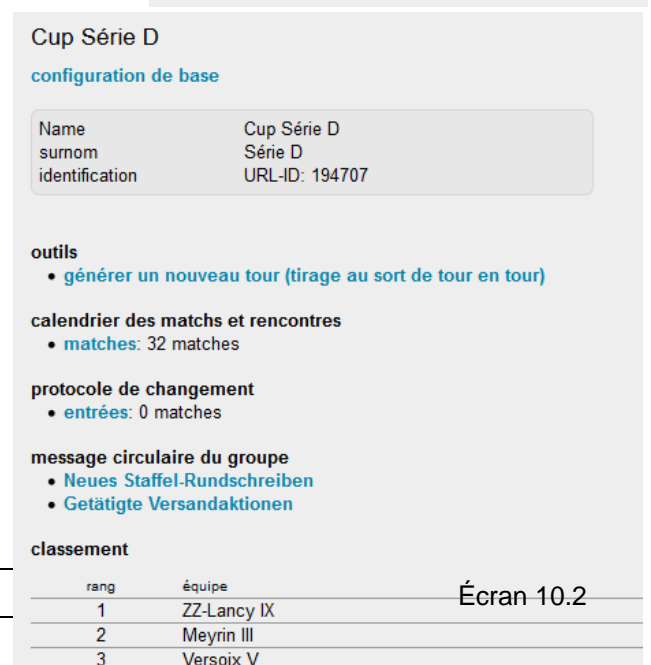 Cup Série D
configuration de base
Name Cup Série D
surnom Série D
identification URL-ID: 194707
outils
• générer un nouveau tour (tirage au sort de tour en tour)
calendrier des matchs et rencontres
• matches: 32 matches
protocole de changement
• entrées: 0 matches
message circulaire du groupe
• Neues Staffel-Rundschreiben
• Getätigte Versandaktionen
classement
rang équipe
Écran 10.2
1 ZZ-Lancy IX
2 Meyrin III
3 Versoix V